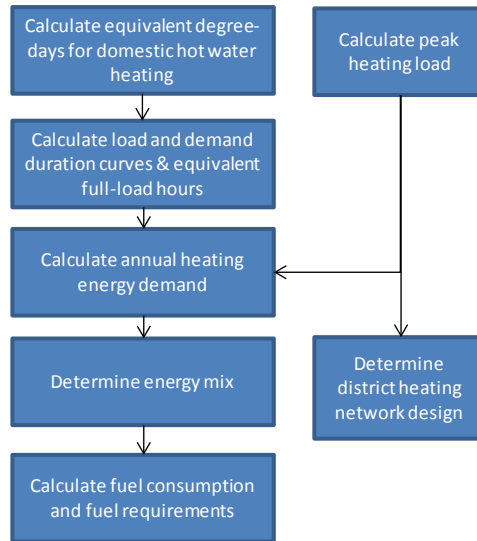 Calculate equivalent degree-
days for domestic hot water
heating
Calculate peak
heating load
Calculate load and demand
duration curves & equivalent
full-load hours
Calculate annual heating
energy demand
Determine energy mix
Determine
district heating
network design
Calculate fuel consumption
and fuel requirements